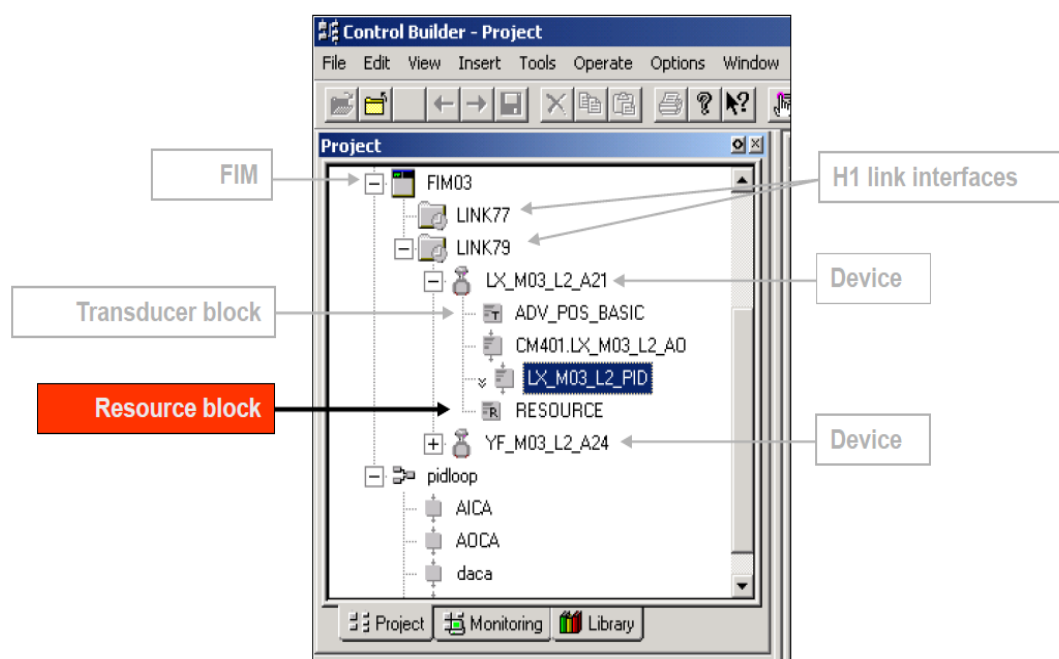 Control Builder - Project
File Edit View Insert Tools Operate Options Window
Project
FIM
FIM03
H1 link interfaces
LINK77
LINK79
LX_M03_L2_A21
Device
Transducer block
ADV_POS_BASIC
CM401.LX_M03_L2_AO
LX_M03_L2_PID
Resource block
RESOURCE
YF_M03_L2_A24
Device
pidloop
AICA
AOCA
daca
Project Monitoring Library